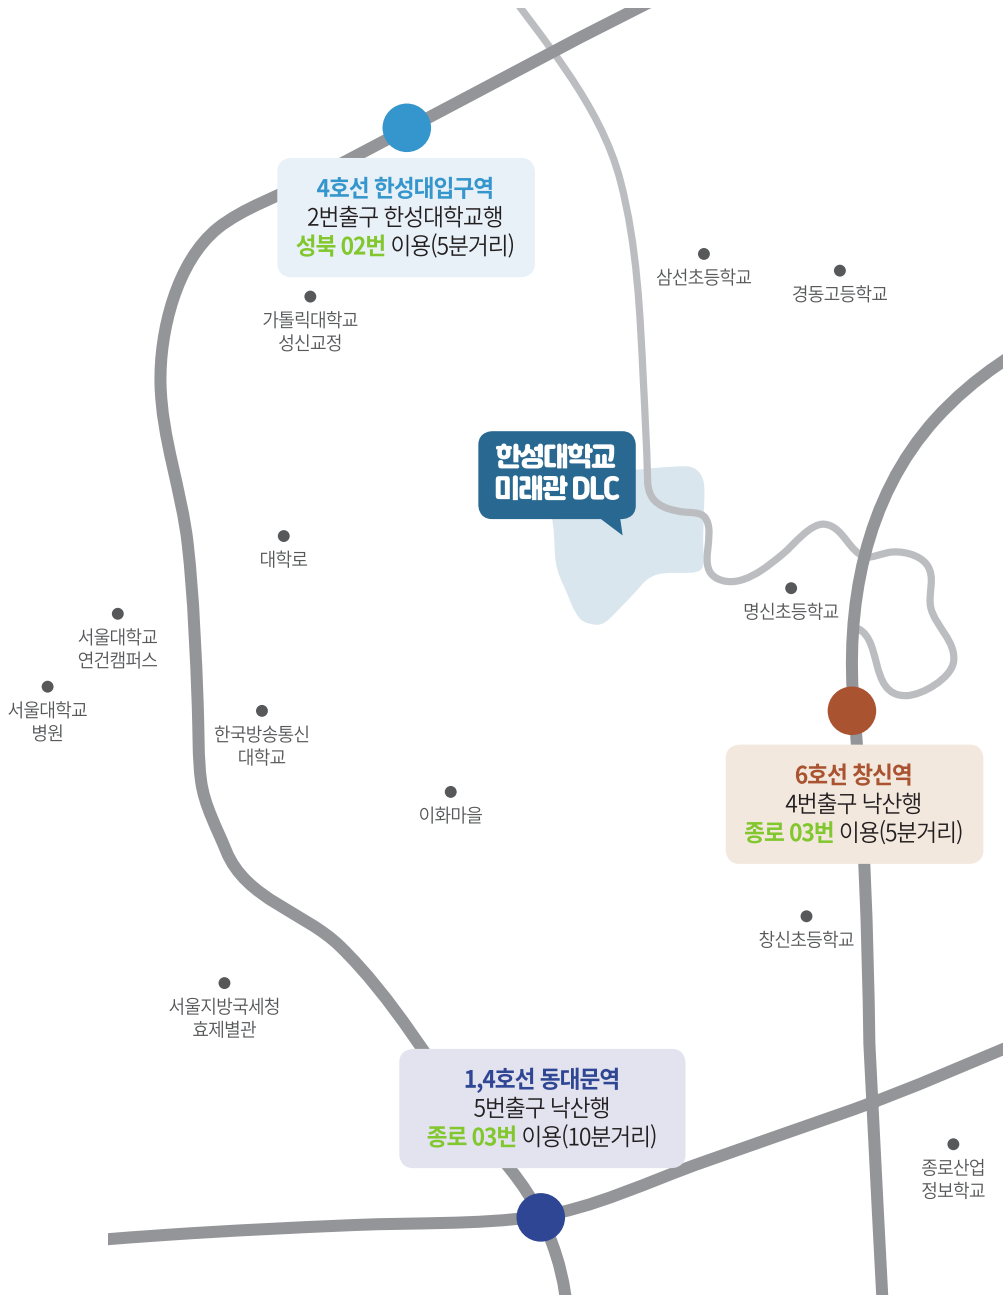 4호선 한성대입구역
2번출구 한성대학교행
성북 02번 이용(5분거리)
삼선초등학교
경동고등학교
가톨릭대학교
성신교정
한성대학교
미래관 DLC
대학로
명신초등학교
서울대학교
연건캠퍼스
서울대학교
병원
한국방송통신
대학교
이화마을
6호선 창신역
4번출구 낙산행
종로 03번 이용(5분거리)
창신초등학교
서울지방국세청
효제별관
1,4호선 동대문역
5번출구 낙산행
종로 03번 이용(10분거리)
종로산업
정보학교